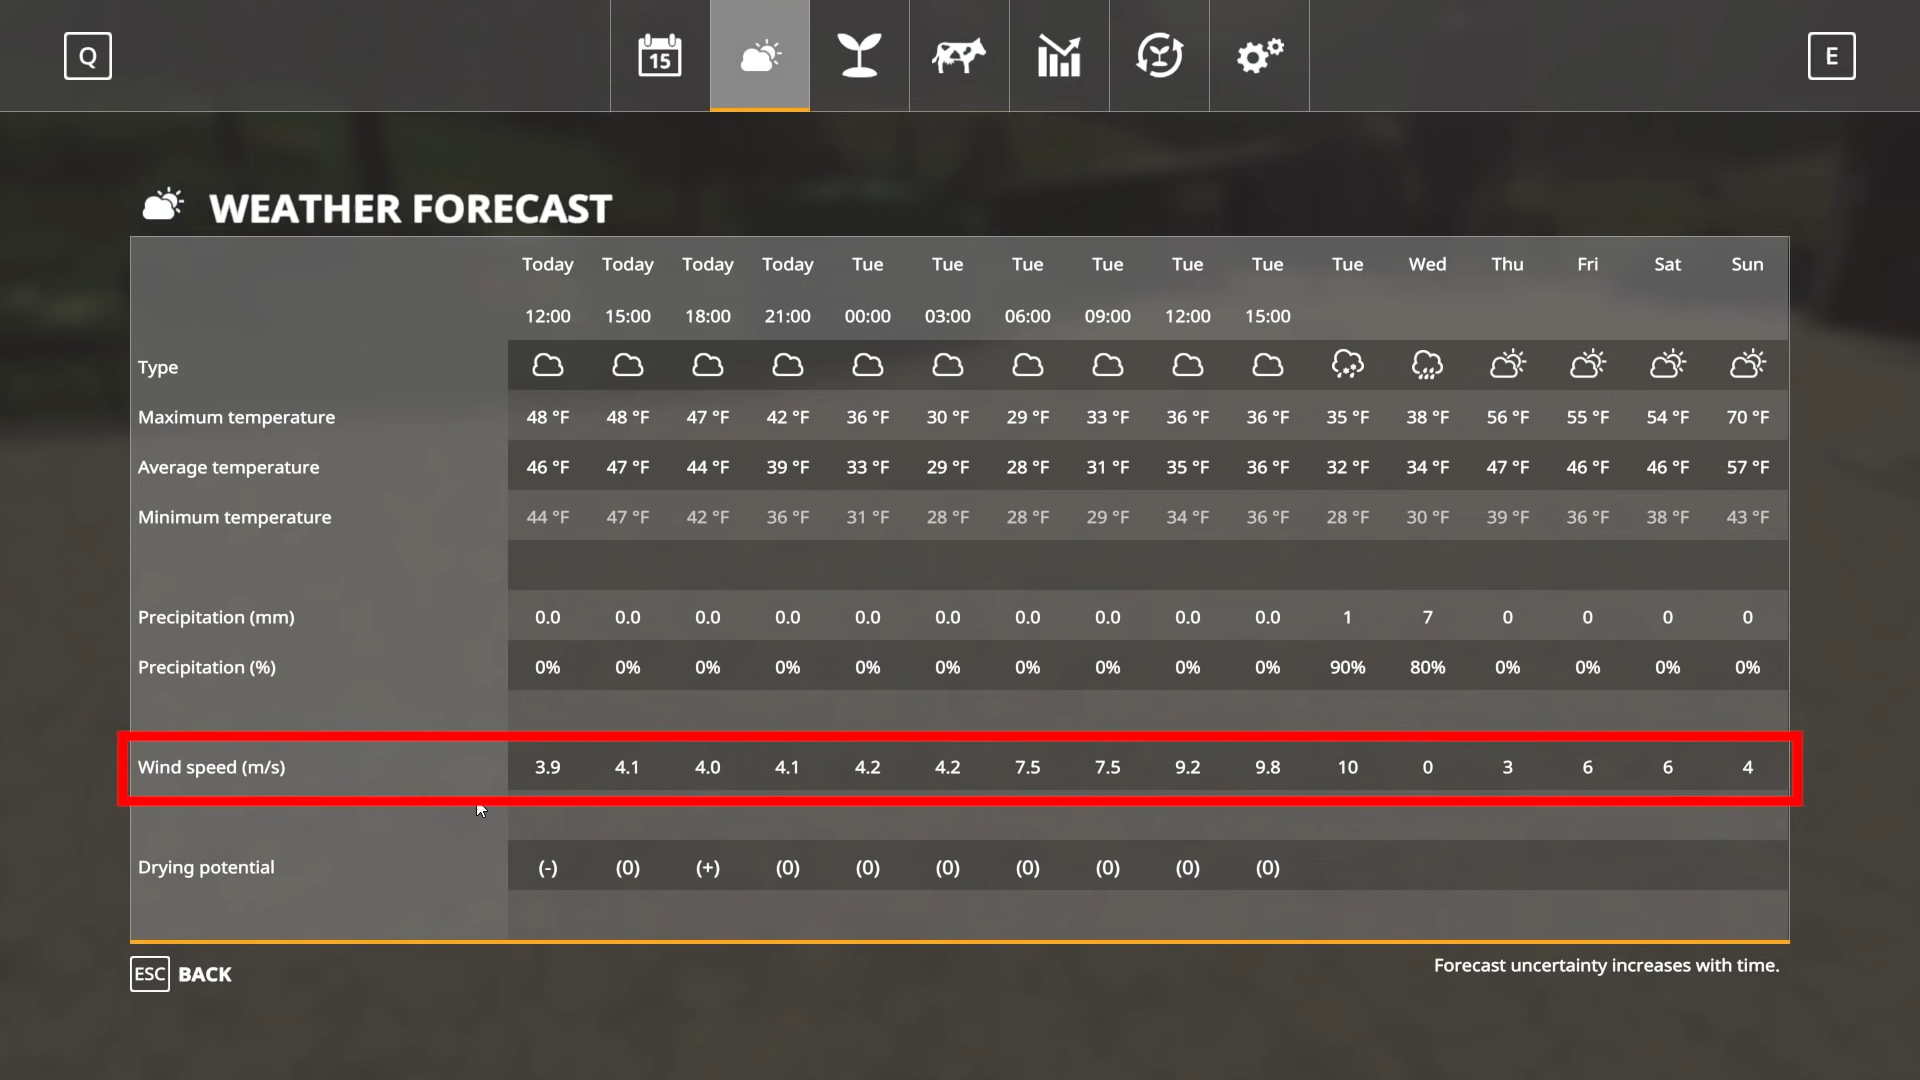 Q
15
E
WEATHER FORECAST
Today Today Today Today Tue Tue Tue Tue Tue Tue Tue Wed Thu Fri Sat Sun
12:00 15:00 18:00 21:00 00:00 03:00 06:00 09:00 12:00 15:00
Type
Maximum temperature 48 °F 48 °F 47 °F 42 °F 36 °F 30 °F 29 °F 33 °F 36 °F 36 °F 35 °F 38 °F 56 °F 55 °F 54 °F 70 °F
Average temperature 46 °F 47 °F 44 °F 39 °F 33 °F 29 °F 28 °F 31 °F 35 °F 36 °F 32 °F 34 °F 47 °F 46 °F 46 °F 57 °F
Minimum temperature 44 °F 47 °F 42 °F 36 °F 31 °F 28 °F 28 °F 29 °F 34 °F 36 °F 28 °F 30 °F 39 °F 36 °F 38 °F 43 °F
Precipitation (mm) 0.0 0.0 0.0 0.0 0.0 0.0 0.0 0.0 0.0 0.0 1 7 0 0 0 0
Precipitation (%) 0% 0% 0% 0% 0% 0% 0% 0% 0% 0% 90% 80% 0% 0% 0% 0%
Wind speed (m/s) 3.9 4.1 4.0 4.1 4.2 4.2 7.5 7.5 9.2 9.8 10 0 3 6 6 4
Drying potential (-) (0) (+) (0) (0) (0) (0) (0) (0) (0)
ESC BACK
Forecast uncertainty increases with time.